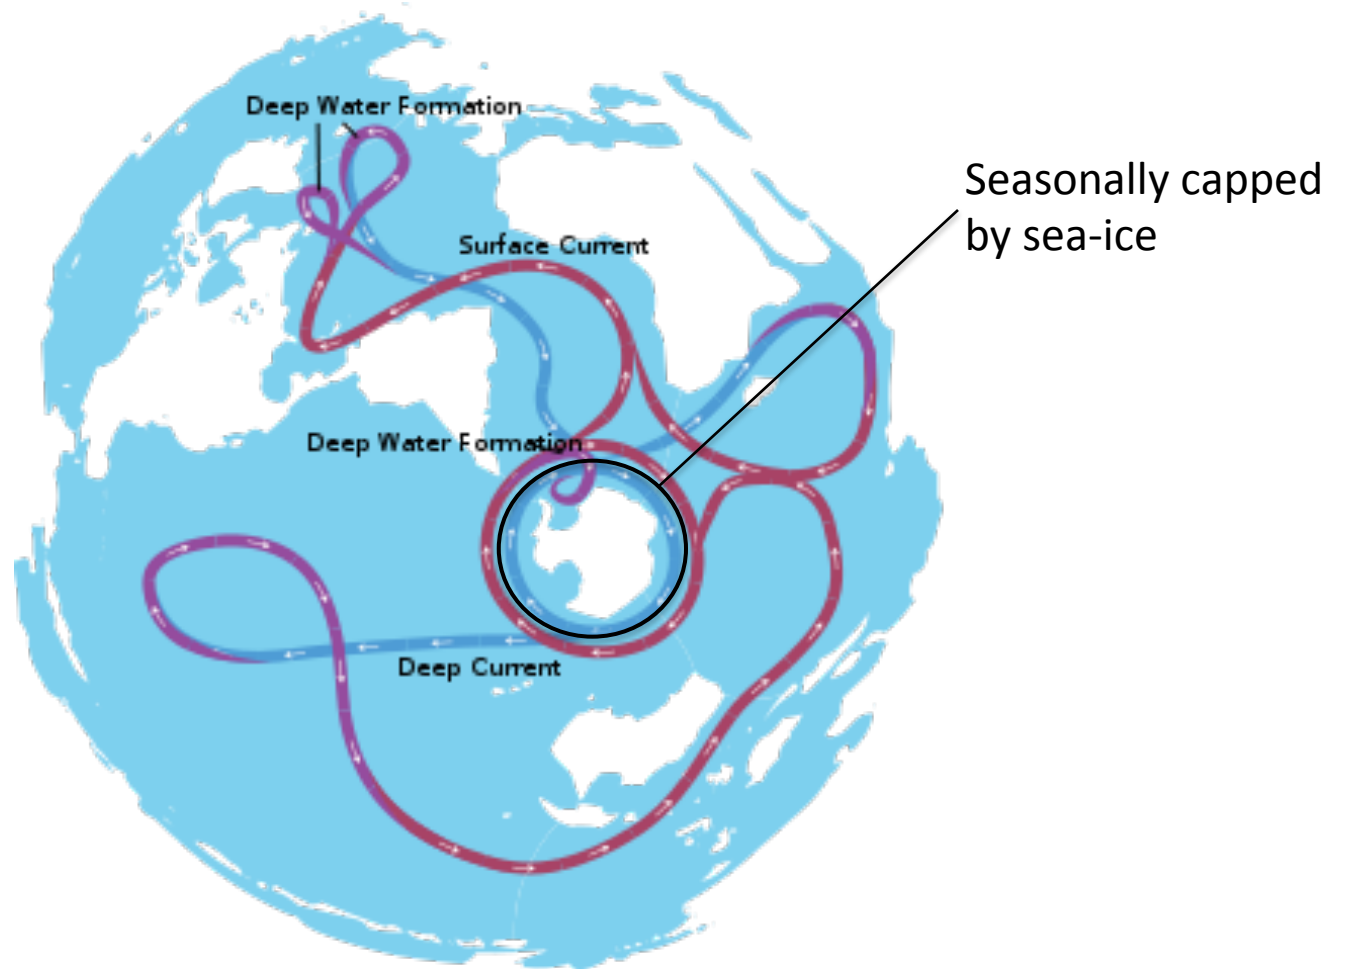 Deep Water Formation
Seasonally capped
by sea-ice
Surface Current
Deep Water Formation
Deep Current